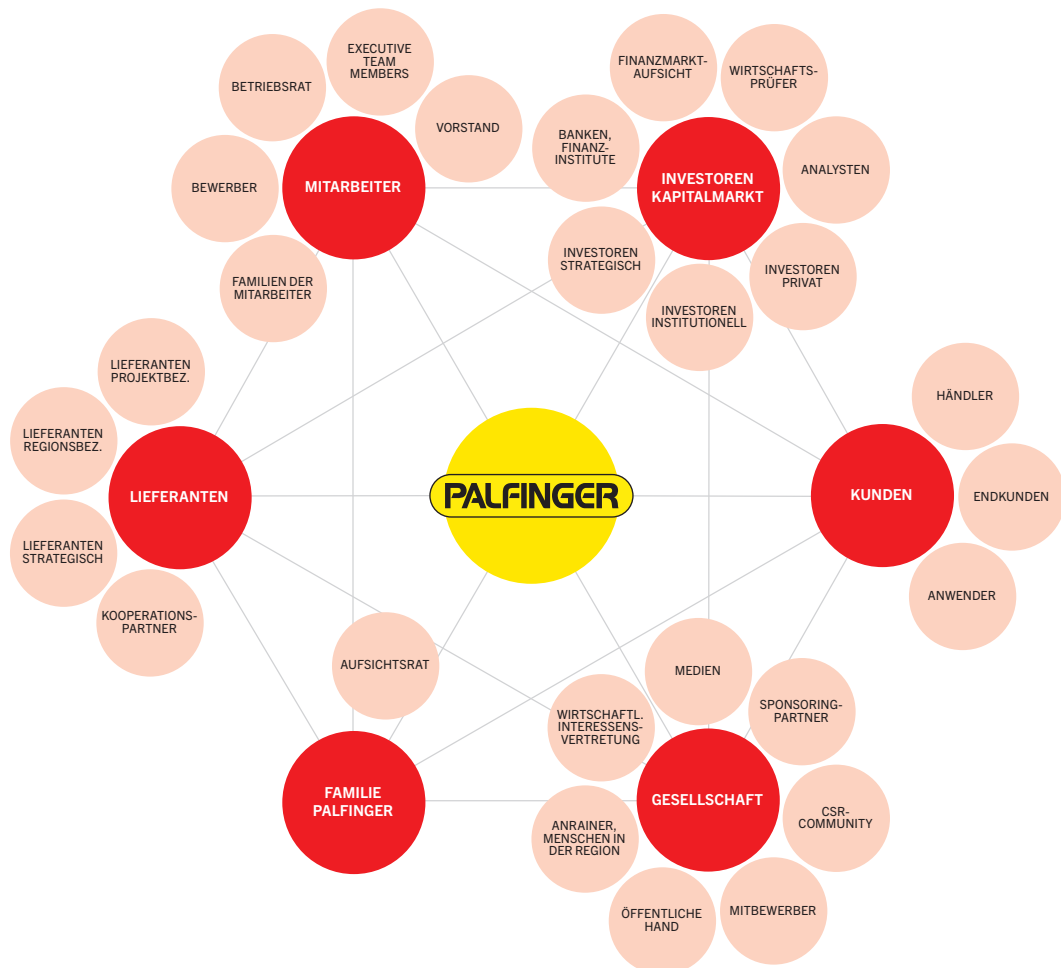 EXECUTIVE
TEAM
MEMBERS
BETRIEBSRAT
VORSTAND
BEWERBER
MITARBEITER
FAMILIEN DER
MITARBEITER
FINANZMARKT-
AUFSICHT
WIRTSCHAFTS-
PRÜFER
BANKEN,
FINANZ-
INSTITUTE
ANALYSTEN
INVESTOREN
KAPITALMARKT
INVESTOREN
STRATEGISCH
INVESTOREN
PRIVAT
INVESTOREN
INSTITUTIONELL
LIEFERANTEN
PROJEKTBEZ.
LIEFERANTEN
REGIONSBEZ.
LIEFERANTEN
LIEFERANTEN
STRATEGISCH
KOOPERATIONS-
PARTNER
PALFINGER
HÄNDLER
KUNDEN
ENDKUNDEN
ANWENDER
AUFSICHTSRAT
FAMILIE
PALFINGER
MEDIEN
SPONSORING-
PARTNER
WIRTSCHAFTL.
INTERESSENS-
VERTRETUNG
GESELLSCHAFT
CSR-
COMMUNITY
ANRAINER,
MENSCHEN IN
DER REGION
ÖFFENTLICHE
HAND
MITBEWERBER